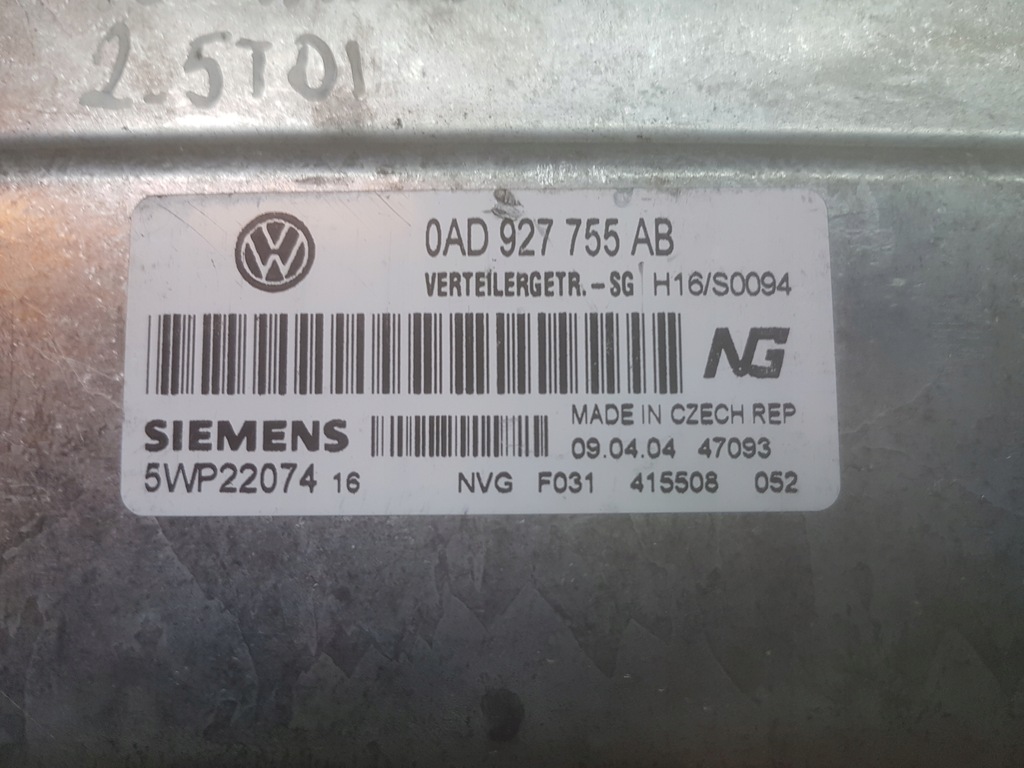 2.5TDI
0AD 927 755 AB
VERTEILERGETR.-SG H16/S0094
NG
SIEMENS
MADE IN CZECH REP
09.04.04 47093
5WP22074 16
NVG F031 415508 052